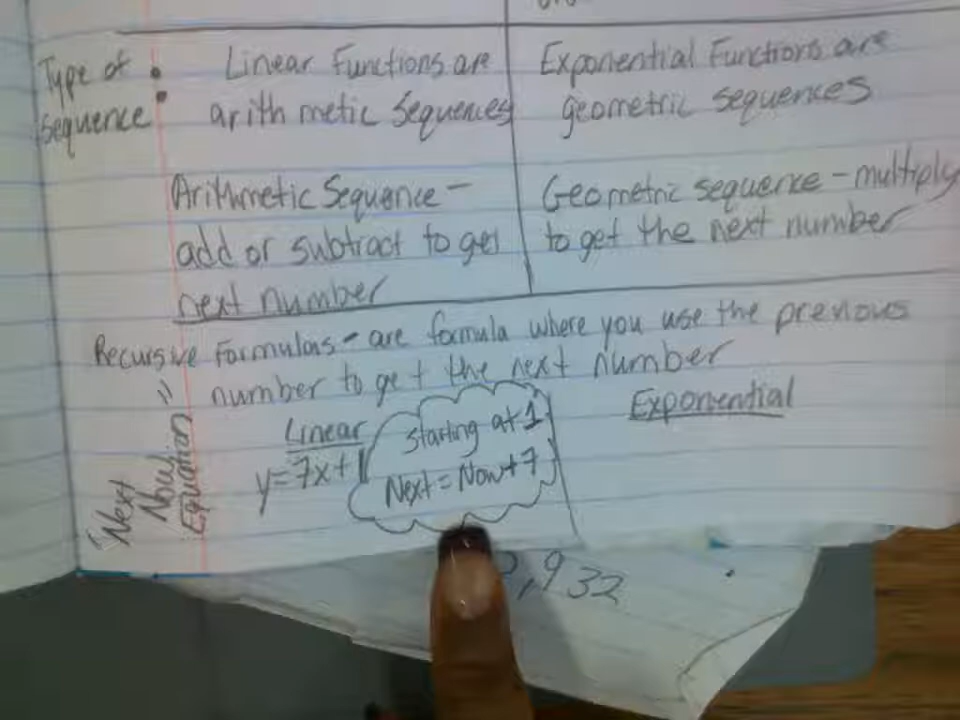 Type of : Linear Functions are Exponential Functions are
Sequence arithmetic sequences geometric sequences
Arithmetic Sequence - Geometric sequence - multiply
add or subtract to get to get the next number
next number
Recursive Formulas - are formula where you use the previous
number to get the next number
"Next Now" Equation
Linear Exponential
y=7x+1
Starting at 1
Next = Now+7
,932